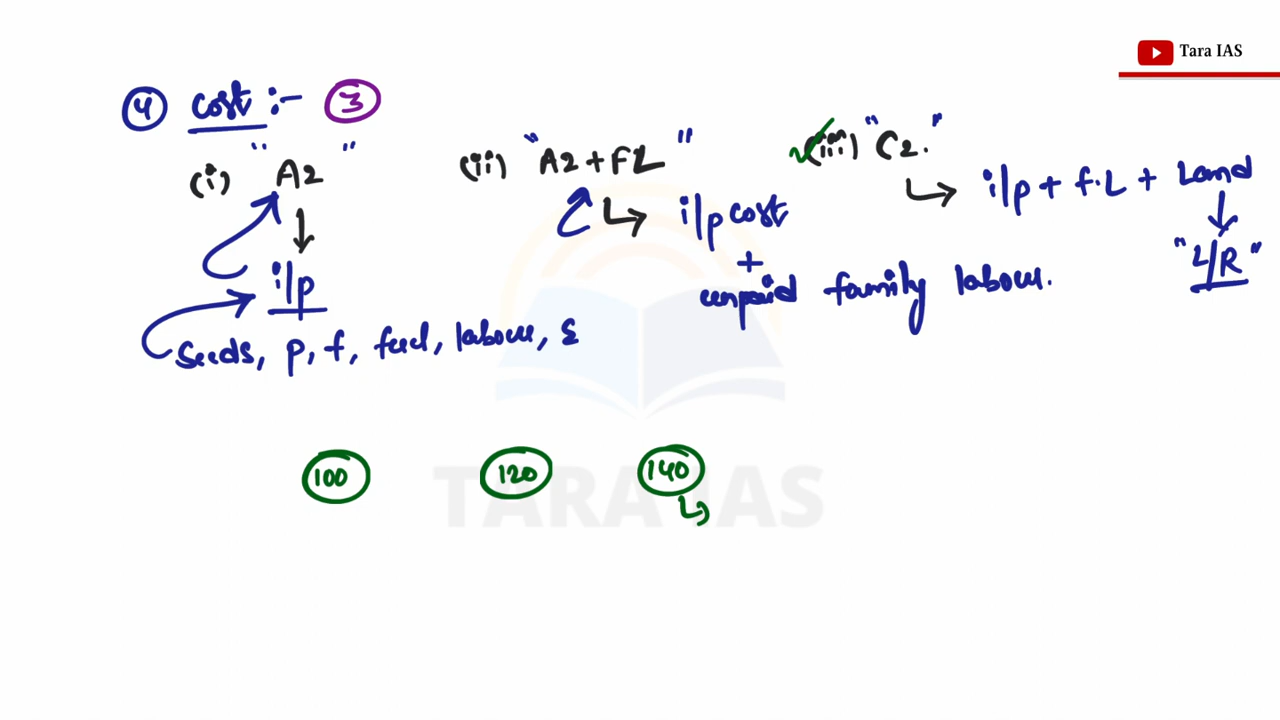 Tara IAS
④ cost :- ③
(i) "A2"
(ii) "A2+FL"
(iii) "C2."
i/p
i/p cost
+
unpaid family labour.
i/p + f.L + Land
"L/R"
Seeds, p, f, fuel, labour, &
100 120 140
TARA IAS